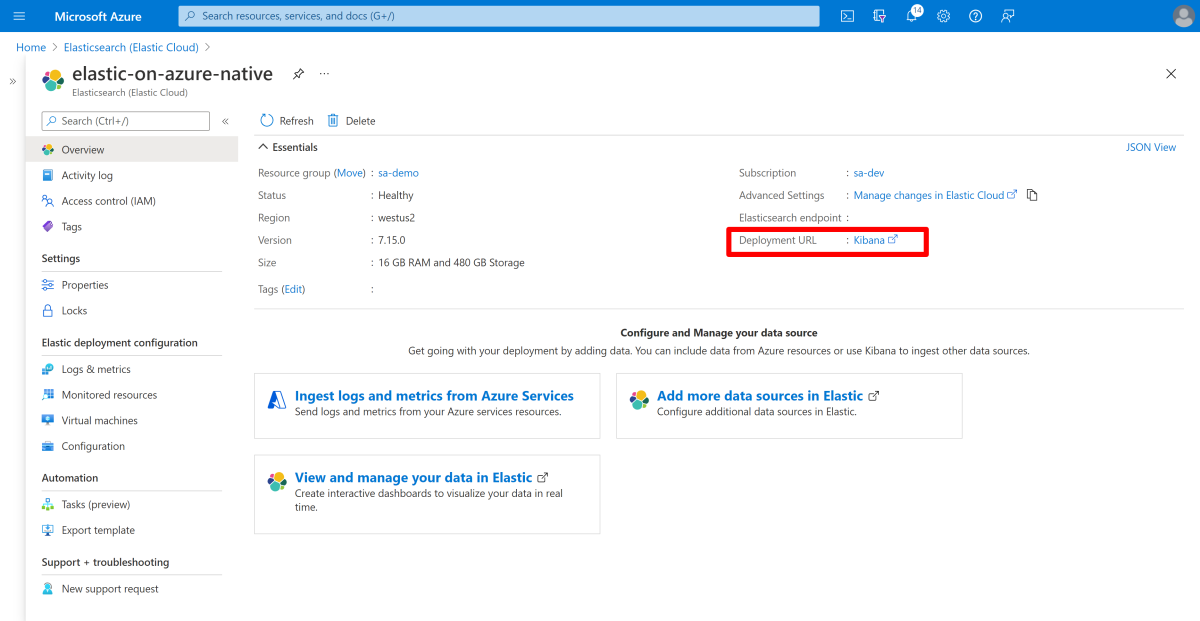 Microsoft Azure
Search resources, services, and docs (G+/)
14
Home > Elasticsearch (Elastic Cloud) >
elastic-on-azure-native
...
Elasticsearch (Elastic Cloud)
Search (Ctrl+/)
Refresh
Delete
Overview
Activity log
Access control (IAM)
Tags
Settings
Properties
Locks
Elastic deployment configuration
Logs & metrics
Monitored resources
Virtual machines
Configuration
Automation
Tasks (preview)
Export template
Support + troubleshooting
New support request
Essentials
JSON View
Resource group (Move) : sa-demo
Status : Healthy
Region : westus2
Version : 7.15.0
Size : 16 GB RAM and 480 GB Storage
Tags (Edit) :
Subscription : sa-dev
Advanced Settings : Manage changes in Elastic Cloud
Elasticsearch endpoint :
Deployment URL : Kibana
Configure and Manage your data source
Get going with your deployment by adding data. You can include data from Azure resources or use Kibana to ingest other data sources.
Ingest logs and metrics from Azure Services
Send logs and metrics from your Azure services resources.
Add more data sources in Elastic
Configure additional data sources in Elastic.
View and manage your data in Elastic
Create interactive dashboards to visualize your data in real
time.